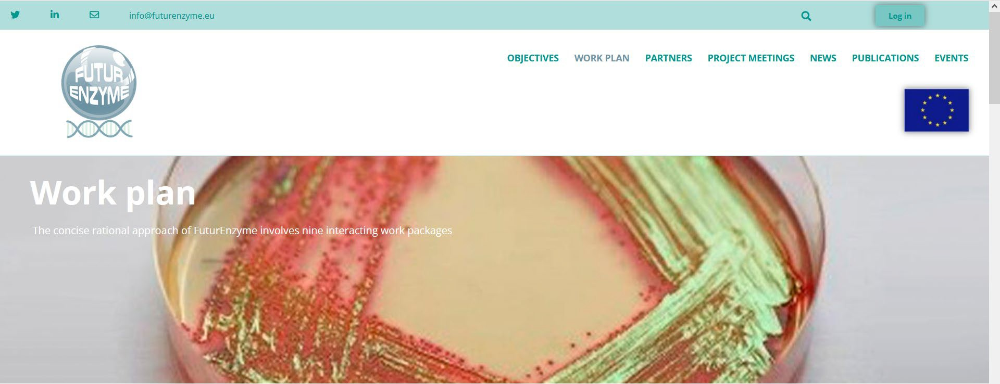 info@futurenzyme.eu
Log in
FUTUR
ENZYME
OBJECTIVES WORK PLAN PARTNERS PROJECT MEETINGS NEWS PUBLICATIONS EVENTS
Work plan
The concise rational approach of FuturEnzyme involves nine interacting work packages